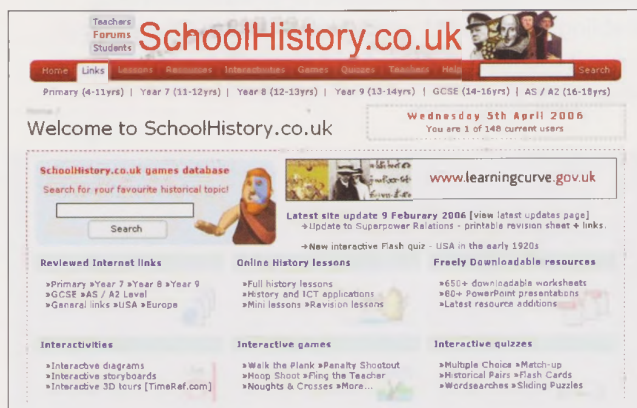 Teachers
Forums
Students
SchoolHistory.co.uk
Home Links Lessons Resources Interactivities Games Quizzes Teachers Help Search
Primary (4-11yrs) | Year 7 (11-12yrs) | Year 8 (12-13yrs) | Year 9 (13-14yrs) | GCSE (14-16yrs) | AS / A2 (16-18yrs)
Home /
Welcome to SchoolHistory.co.uk
Wednesday 5th April 2006
You are 1 of 148 current users
SchoolHistory.co.uk games database
Search for your favourite historical topic!
Search
www.learningcurve.gov.uk
Latest site update 9 Feburary 2006 [view latest updates page]
→Update to Superpower Relations - printable revision sheet + links.
→New interactive Flash quiz - USA in the early 1920s
Reviewed Internet links
»Primary »Year 7 »Year 8 »Year 9
»GCSE »AS / A2 Level
»General links »USA »Europe
Online History lessons
»Full history lessons
»History and ICT applications
»Mini lessons »Revision lessons
Freely Downloadable resources
»650+ downloadable worksheets
»80+ PowerPoint presentations
»Latest resource additions
Interactivities
»Interactive diagrams
»Interactive storyboards
»Interactive 3D tours [TimeRef.com]
Interactive games
»Walk the Plank »Penalty Shootout
»Hoop Shoot »Fling the Teacher
»Noughts & Crosses »More...
Interactive quizzes
»Multiple Choice »Match-up
»Historical Pairs »Flash Cards
»Wordsearches »Sliding Puzzles